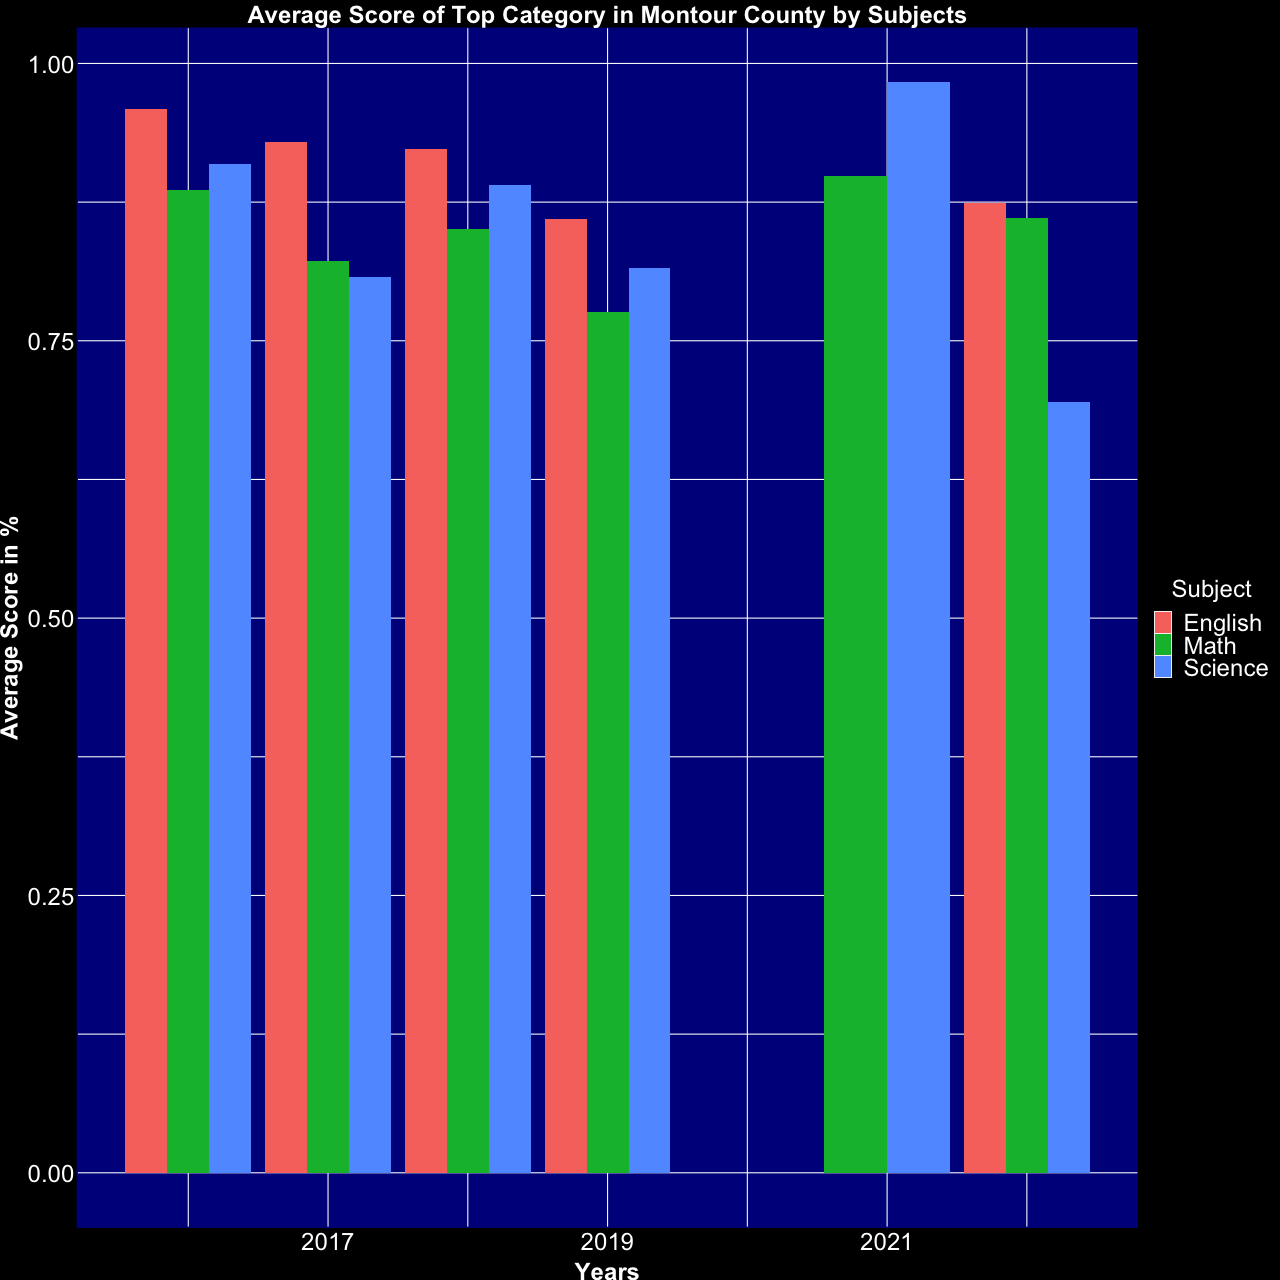 Average Score of Top Category in Montour County by Subjects
Average Score in %
1.00
0.75
0.50
0.25
0.00
2017 2019 2021
Years
Subject
English
Math
Science